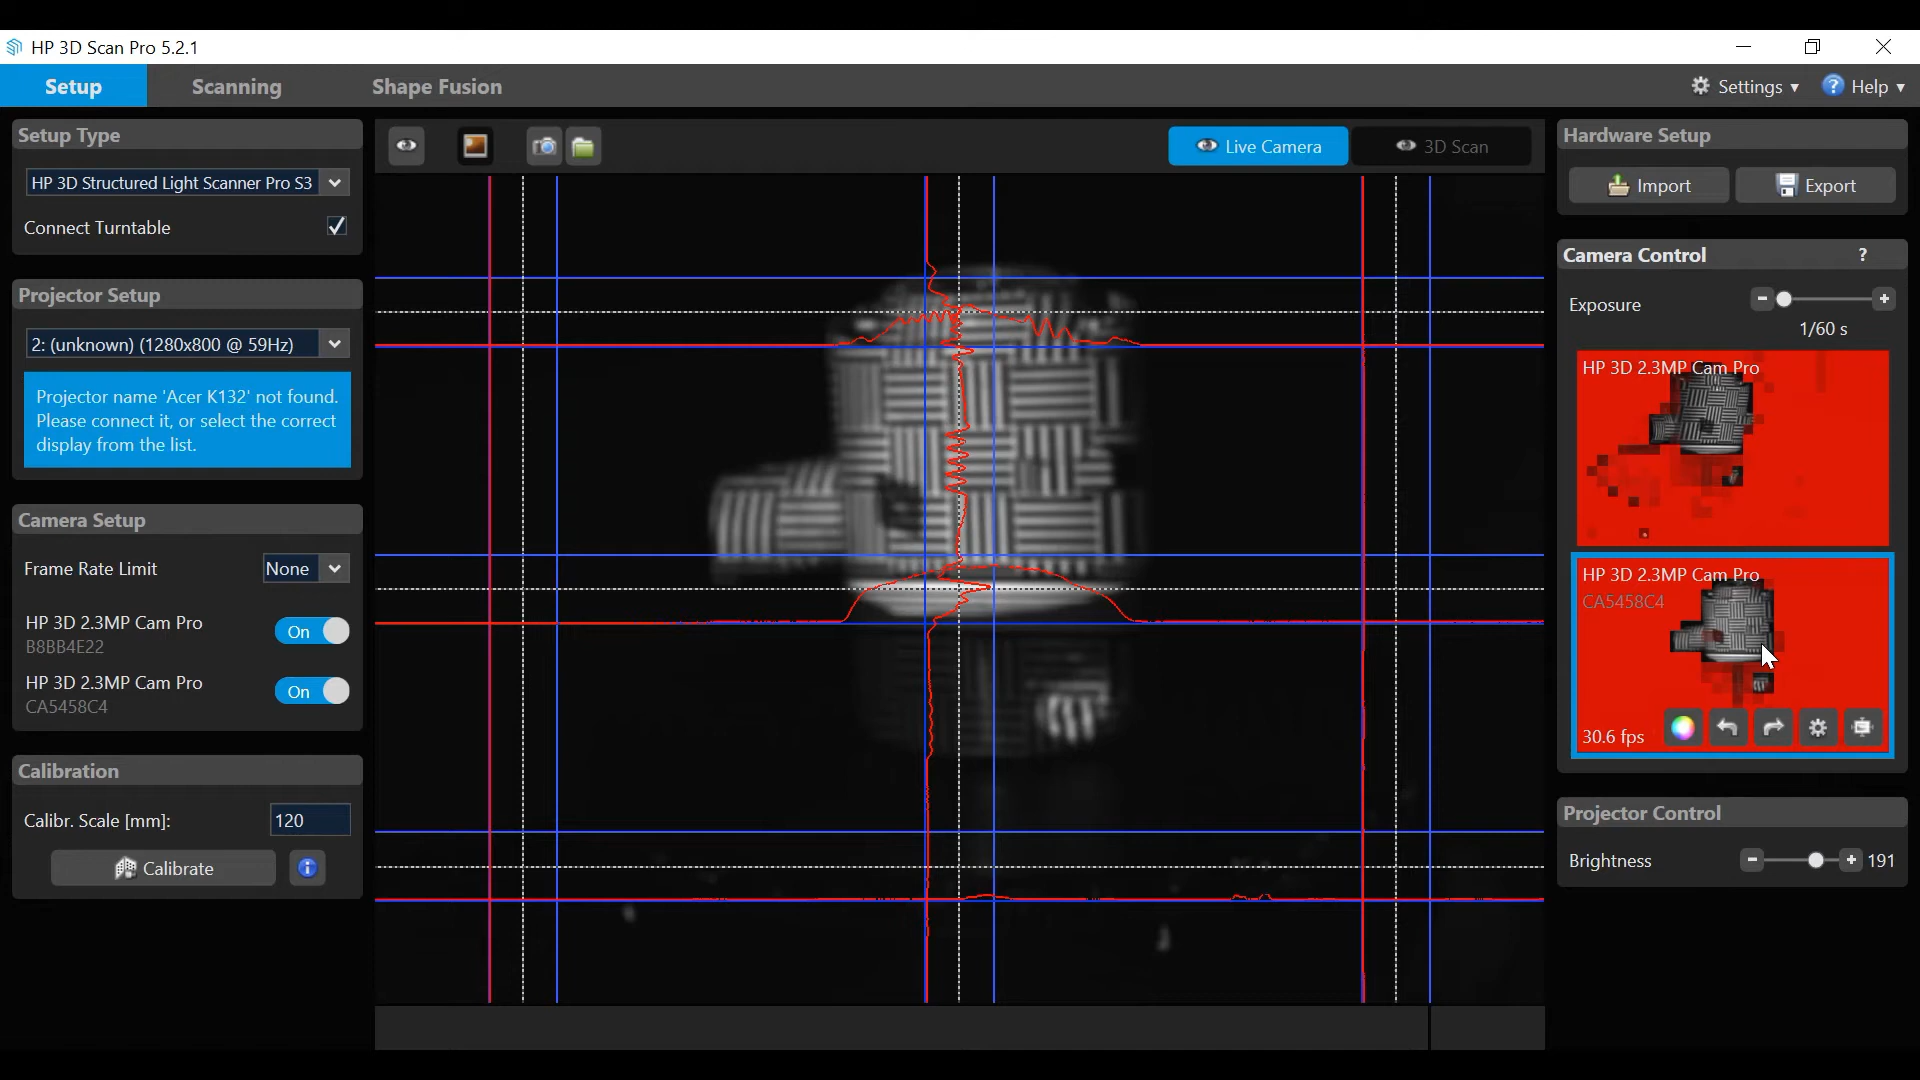 HP 3D Scan Pro 5.2.1
Setup
Scanning
Shape Fusion
Settings
Help
Setup Type
HP 3D Structured Light Scanner Pro S3
Connect Turntable
Projector Setup
2: (unknown) (1280x800 @ 59Hz)
Projector name 'Acer K132' not found.
Please connect it, or select the correct
display from the list.
Camera Setup
Frame Rate Limit
None
HP 3D 2.3MP Cam Pro
On
B8BB4E22
HP 3D 2.3MP Cam Pro
On
CA5458C4
Calibration
Calibr. Scale [mm]:
120
Calibrate
Live Camera
3D Scan
Hardware Setup
Import
Export
Camera Control
?
Exposure
1/60 s
HP 3D 2.3MP Cam Pro
HP 3D 2.3MP Cam Pro
CA5458C4
30.6 fps
Projector Control
Brightness
191